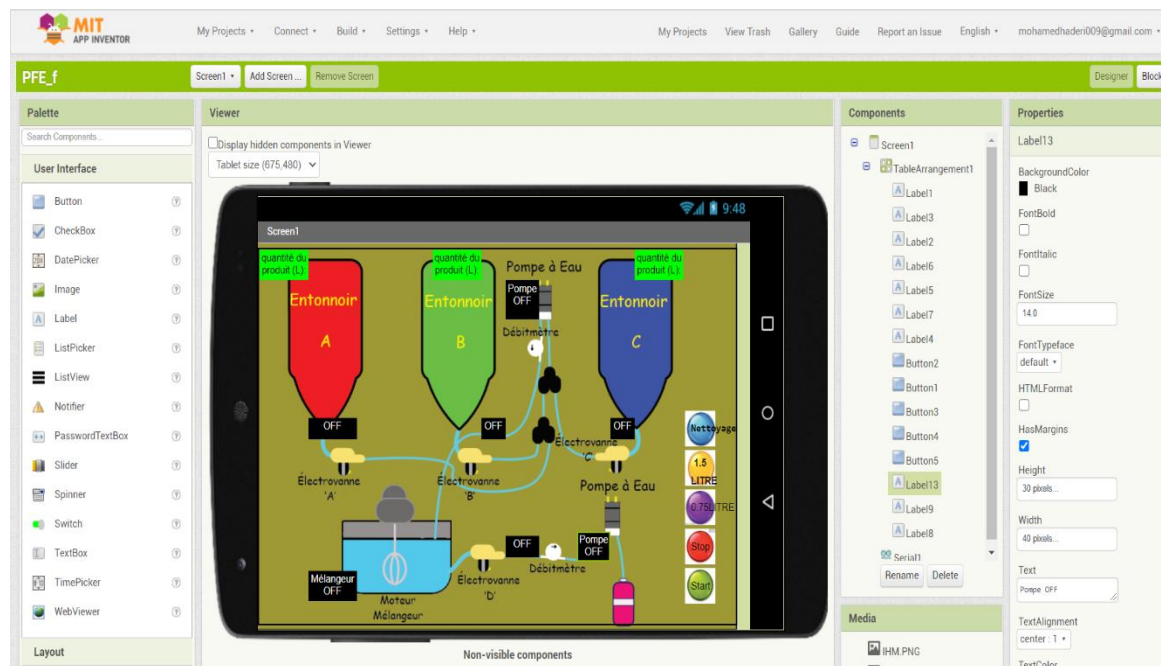 MIT
APP INVENTOR
My Projects Connect Build Settings Help My Projects View Trash Gallery Guide Report an Issue English mohamedhaderi009@gmail.com
PFE_f Screen1 Add Screen ... Remove Screen Designer Block
Palette
Search Components...
User Interface
Button
CheckBox
DatePicker
Image
Label
ListPicker
ListView
Notifier
PasswordTextBox
Slider
Spinner
Switch
TextBox
TimePicker
WebViewer
Layout
Viewer
Display hidden components in Viewer
Tablet size (675,480)
9:48
Screen1
quantité du
produit (L):
quantité du
produit (L):
quantité du
produit (L):
Pompe à Eau
Entonnoir
A
Entonnoir
B
Pompe
OFF
Entonnoir
C
Débitmètre
OFF
OFF
OFF
Nettoyage
Électrovanne
'A'
Électrovanne
'B'
Électrovanne
'C'
1.5
LITRE
Pompe à Eau
0.75LITRE
Pompe
OFF
OFF
Stop
Mélangeur
OFF
Électrovanne
'D'
Débitmètre
Start
Moteur
Mélangeur
Non-visible components
Components
Screen1
TableArrangement1
Label1
Label3
Label2
Label6
Label5
Label7
Label4
Button2
Button1
Button3
Button4
Button5
Label13
Label9
Label8
Serial1
Rename Delete
Media
IHM.PNG
Properties
Label13
BackgroundColor
Black
FontBold
FontItalic
FontSize
14.0
FontTypeface
default
HTMLFormat
HasMargins
Height
30 pixels...
Width
40 pixels...
Text
Pompe OFF
TextAlignment
center : 1
TextColor